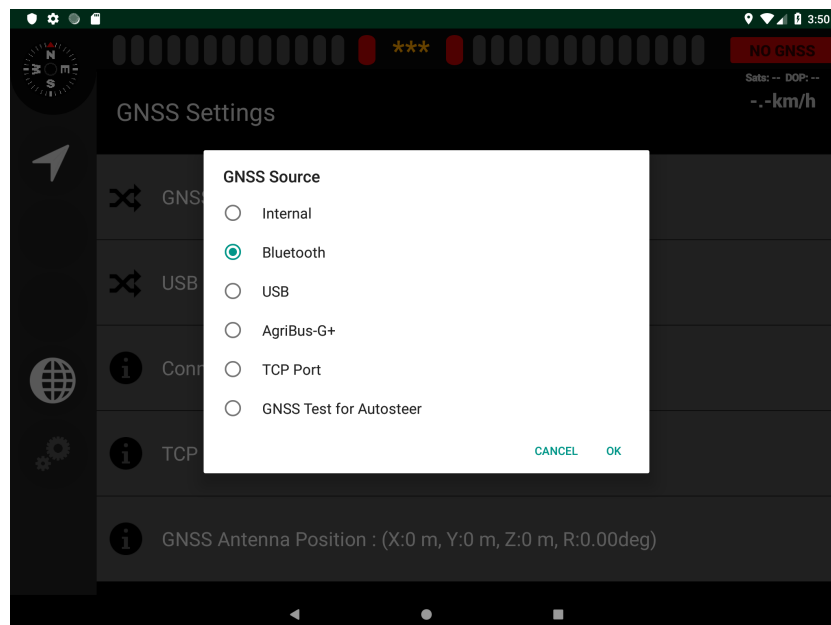 3:50
N
W E
S
***
NO GNSS
Sats: -- DOP: --
-.-km/h
GNSS Settings
GNSS Source
Internal
Bluetooth
USB
AgriBus-G+
TCP Port
GNSS Test for Autosteer
CANCEL OK
GNSS
USB
TCP
GNSS Antenna Position : (X:0 m, Y:0 m, Z:0 m, R:0.00deg)